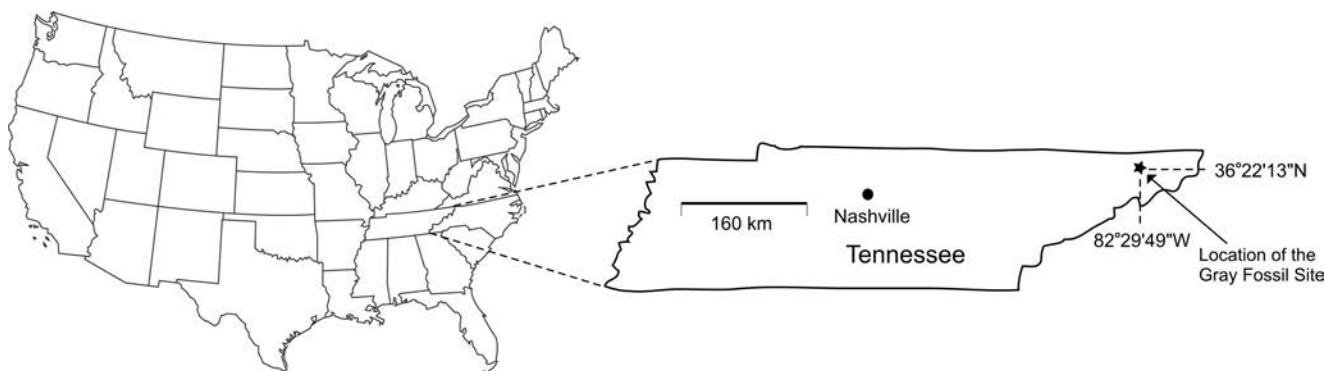 36°22'13"N
160 km
Nashville
82°29'49"W
Tennessee
Location of the
Gray Fossil Site